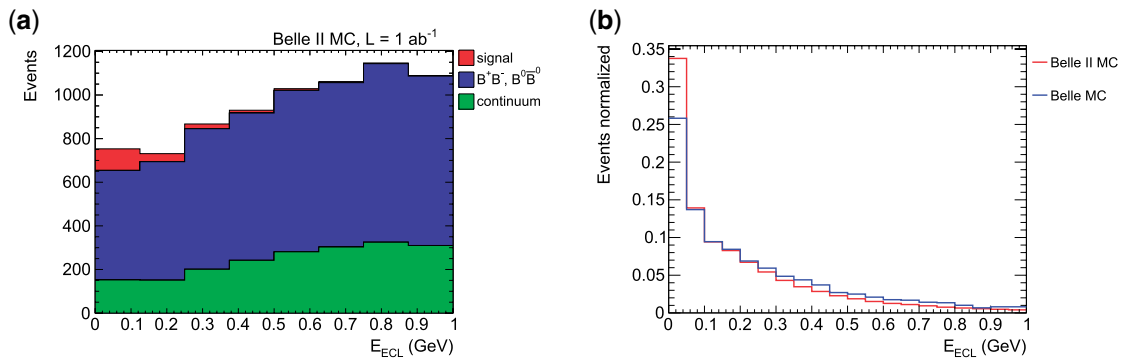 (a)
Belle II MC, L = 1 ab⁻¹
Events
1200
1000
800
600
400
200
0
0 0.1 0.2 0.3 0.4 0.5 0.6 0.7 0.8 0.9 1
E_ECL (GeV)
signal
B⁺B⁻, B⁰B̅⁰
continuum
(b)
Events normalized
0.35
0.3
0.25
0.2
0.15
0.1
0.05
0
0.1 0.2 0.3 0.4 0.5 0.6 0.7 0.8 0.9 1
E_ECL (GeV)
Belle II MC
Belle MC